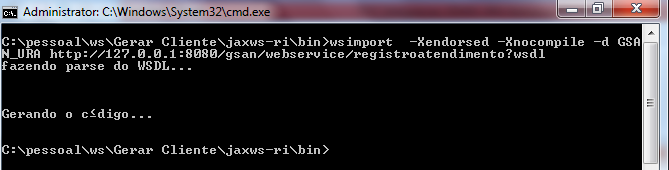 Administrator: C:\Windows\System32\cmd.exe
C:\pessoal\ws\Gerar Cliente\jaxws-ri\bin>wsimport  -Xendorsed -Xnocompile -d GSA
N_URA http://127.0.0.1:8080/gsan/webservice/registroatendimento?wsdl
fazendo parse do WSDL...
Gerando o c≤digo...
C:\pessoal\ws\Gerar Cliente\jaxws-ri\bin>